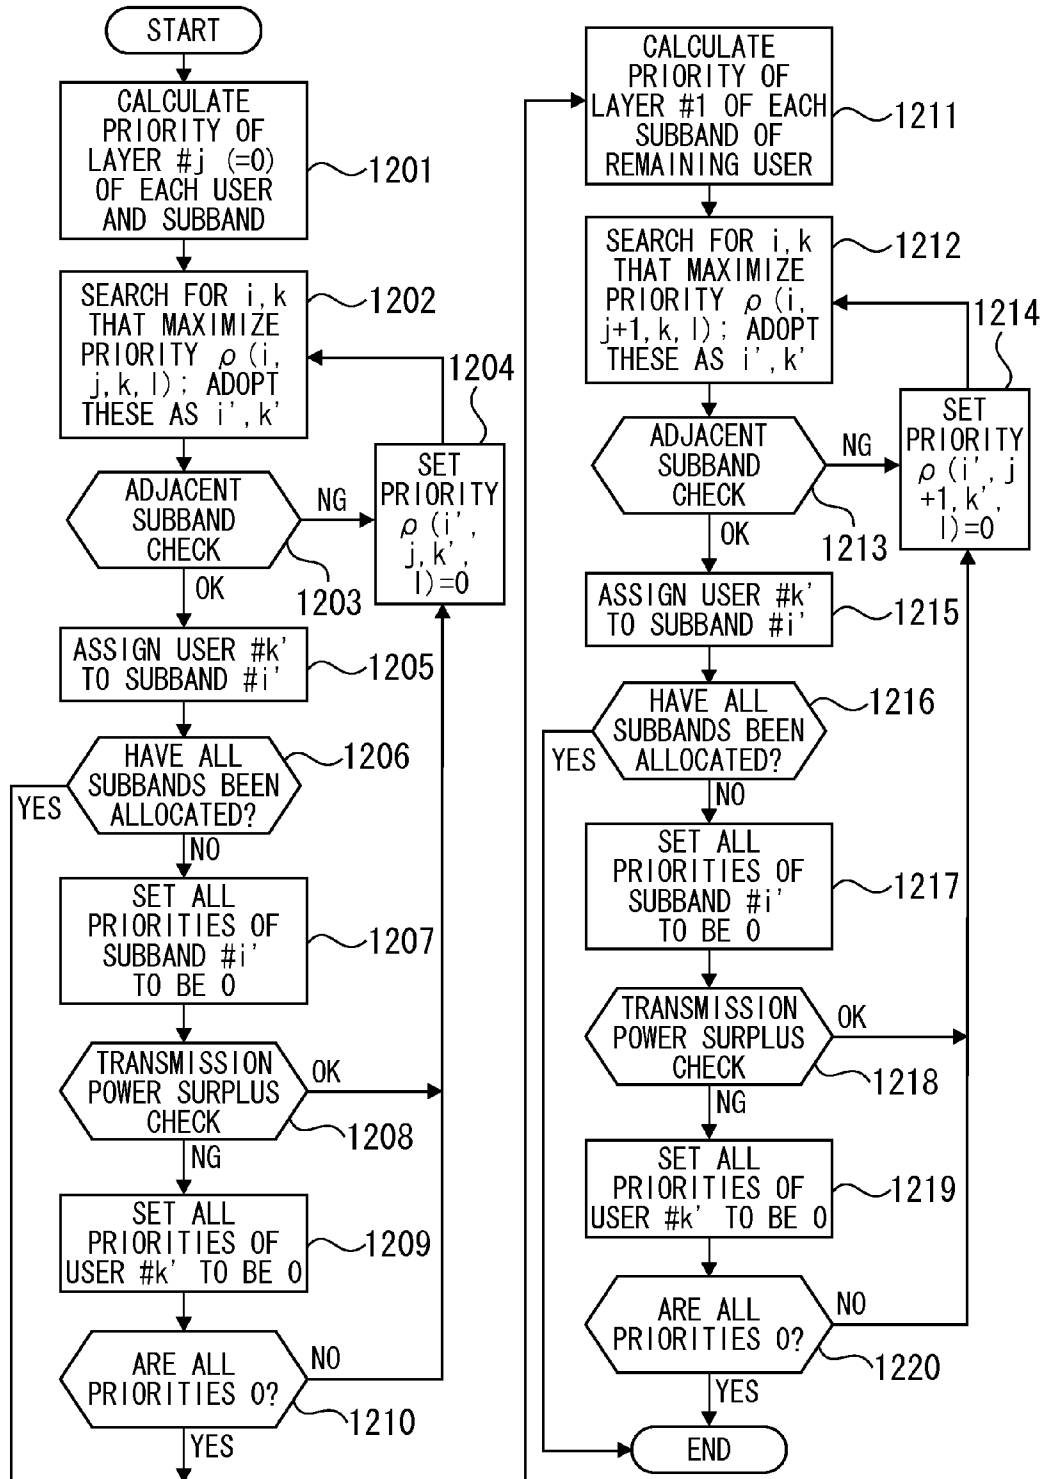 START
CALCULATE
PRIORITY OF
LAYER #j (=0)
OF EACH USER
AND SUBBAND
1201
SEARCH FOR i,k
THAT MAXIMIZE
PRIORITY ρ(i,
j,k,l); ADOPT
THESE AS i',k'
1202
1204
SET
PRIORITY
ρ(i',
j,k',
l)=0
ADJACENT
SUBBAND
CHECK
NG
1203
OK
ASSIGN USER #k'
TO SUBBAND #i'
1205
HAVE ALL
SUBBANDS BEEN
ALLOCATED?
1206
YES
NO
SET ALL
PRIORITIES OF
SUBBAND #i'
TO BE 0
1207
TRANSMISSION
POWER SURPLUS
CHECK
OK
1208
NG
SET ALL
PRIORITIES OF
USER #k' TO BE 0
1209
ARE ALL
PRIORITIES 0?
NO
1210
YES
CALCULATE
PRIORITY OF
LAYER #1 OF EACH
SUBBAND OF
REMAINING USER
1211
SEARCH FOR i,k
THAT MAXIMIZE
PRIORITY ρ(i,
j+1,k,l); ADOPT
THESE AS i',k'
1212
1214
SET
PRIORITY
ρ(i',j
+1,k',
l)=0
ADJACENT
SUBBAND
CHECK
NG
1213
OK
ASSIGN USER #k'
TO SUBBAND #i'
1215
HAVE ALL
SUBBANDS BEEN
ALLOCATED?
1216
YES
NO
SET ALL
PRIORITIES OF
SUBBAND #i'
TO BE 0
1217
TRANSMISSION
POWER SURPLUS
CHECK
OK
1218
NG
SET ALL
PRIORITIES OF
USER #k' TO BE 0
1219
ARE ALL
PRIORITIES 0?
NO
1220
YES
END